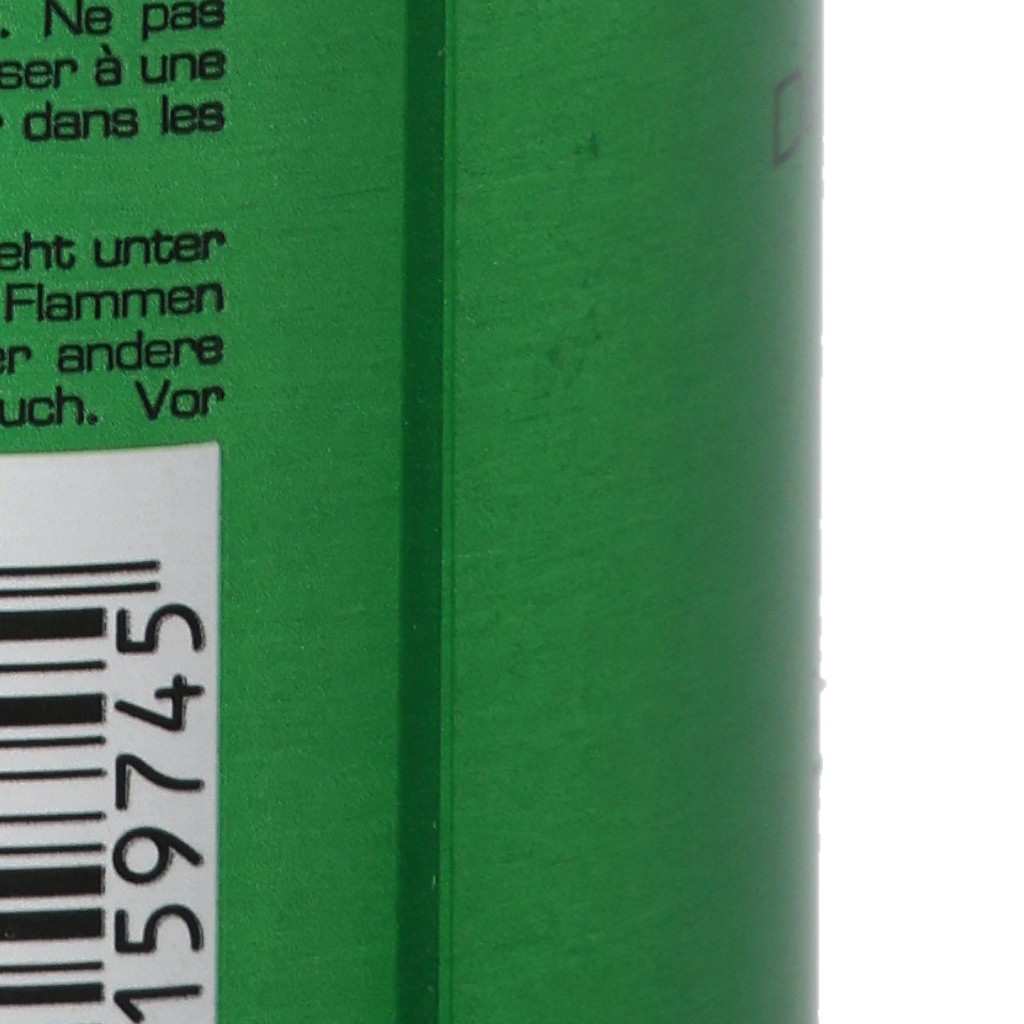 . Ne pas
ser à une
dans les
eht unter
Flammen
er andere
uch. Vor
159745